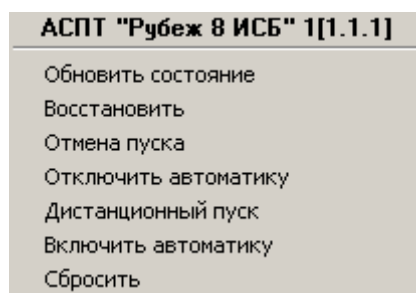 АСПТ "Рубеж 8 ИСБ" 1[1.1.1]
Обновить состояние
Восстановить
Отмена пуска
Отключить автоматику
Дистанционный пуск
Включить автоматику
Сбросить